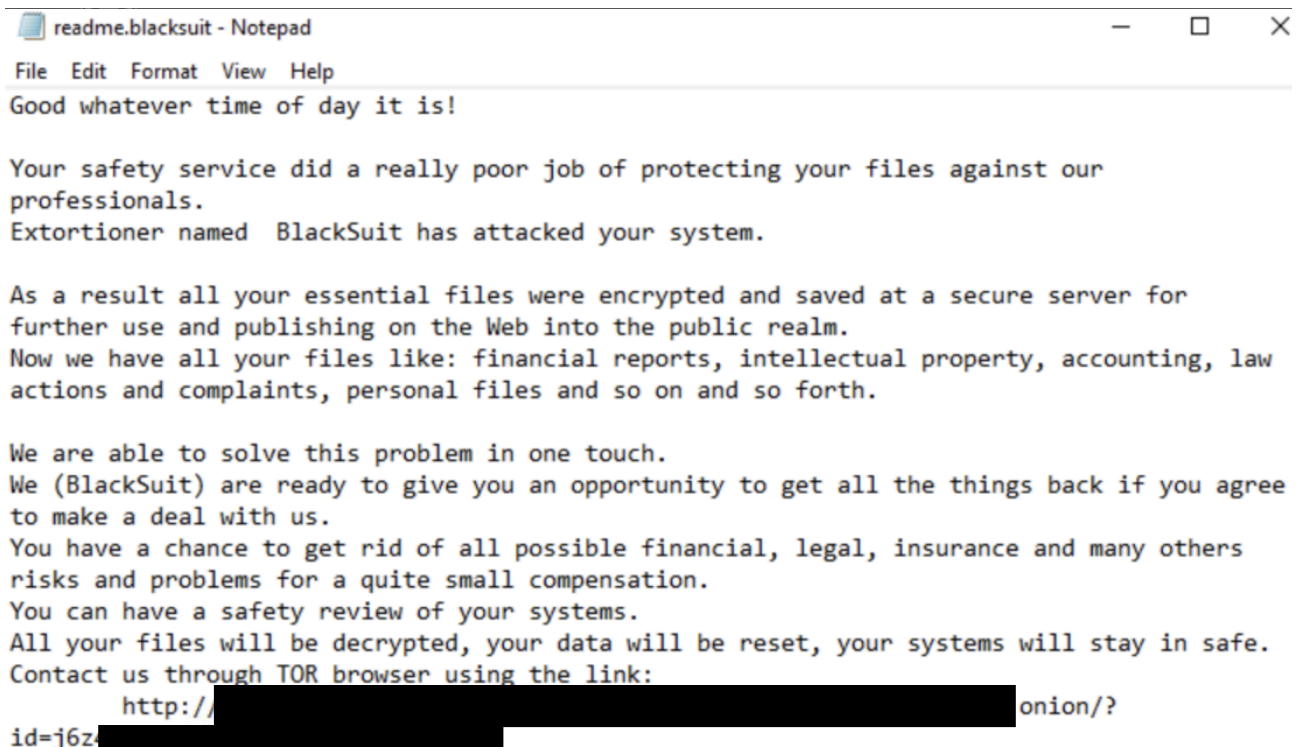 readme.blacksuit - Notepad
File Edit Format View Help
Good whatever time of day it is!
Your safety service did a really poor job of protecting your files against our
professionals.
Extortioner named  BlackSuit has attacked your system.
As a result all your essential files were encrypted and saved at a secure server for
further use and publishing on the Web into the public realm.
Now we have all your files like: financial reports, intellectual property, accounting, law
actions and complaints, personal files and so on and so forth.
We are able to solve this problem in one touch.
We (BlackSuit) are ready to give you an opportunity to get all the things back if you agree
to make a deal with us.
You have a chance to get rid of all possible financial, legal, insurance and many others
risks and problems for a quite small compensation.
You can have a safety review of your systems.
All your files will be decrypted, your data will be reset, your systems will stay in safe.
Contact us through TOR browser using the link:
http:// onion/?
id=j6z